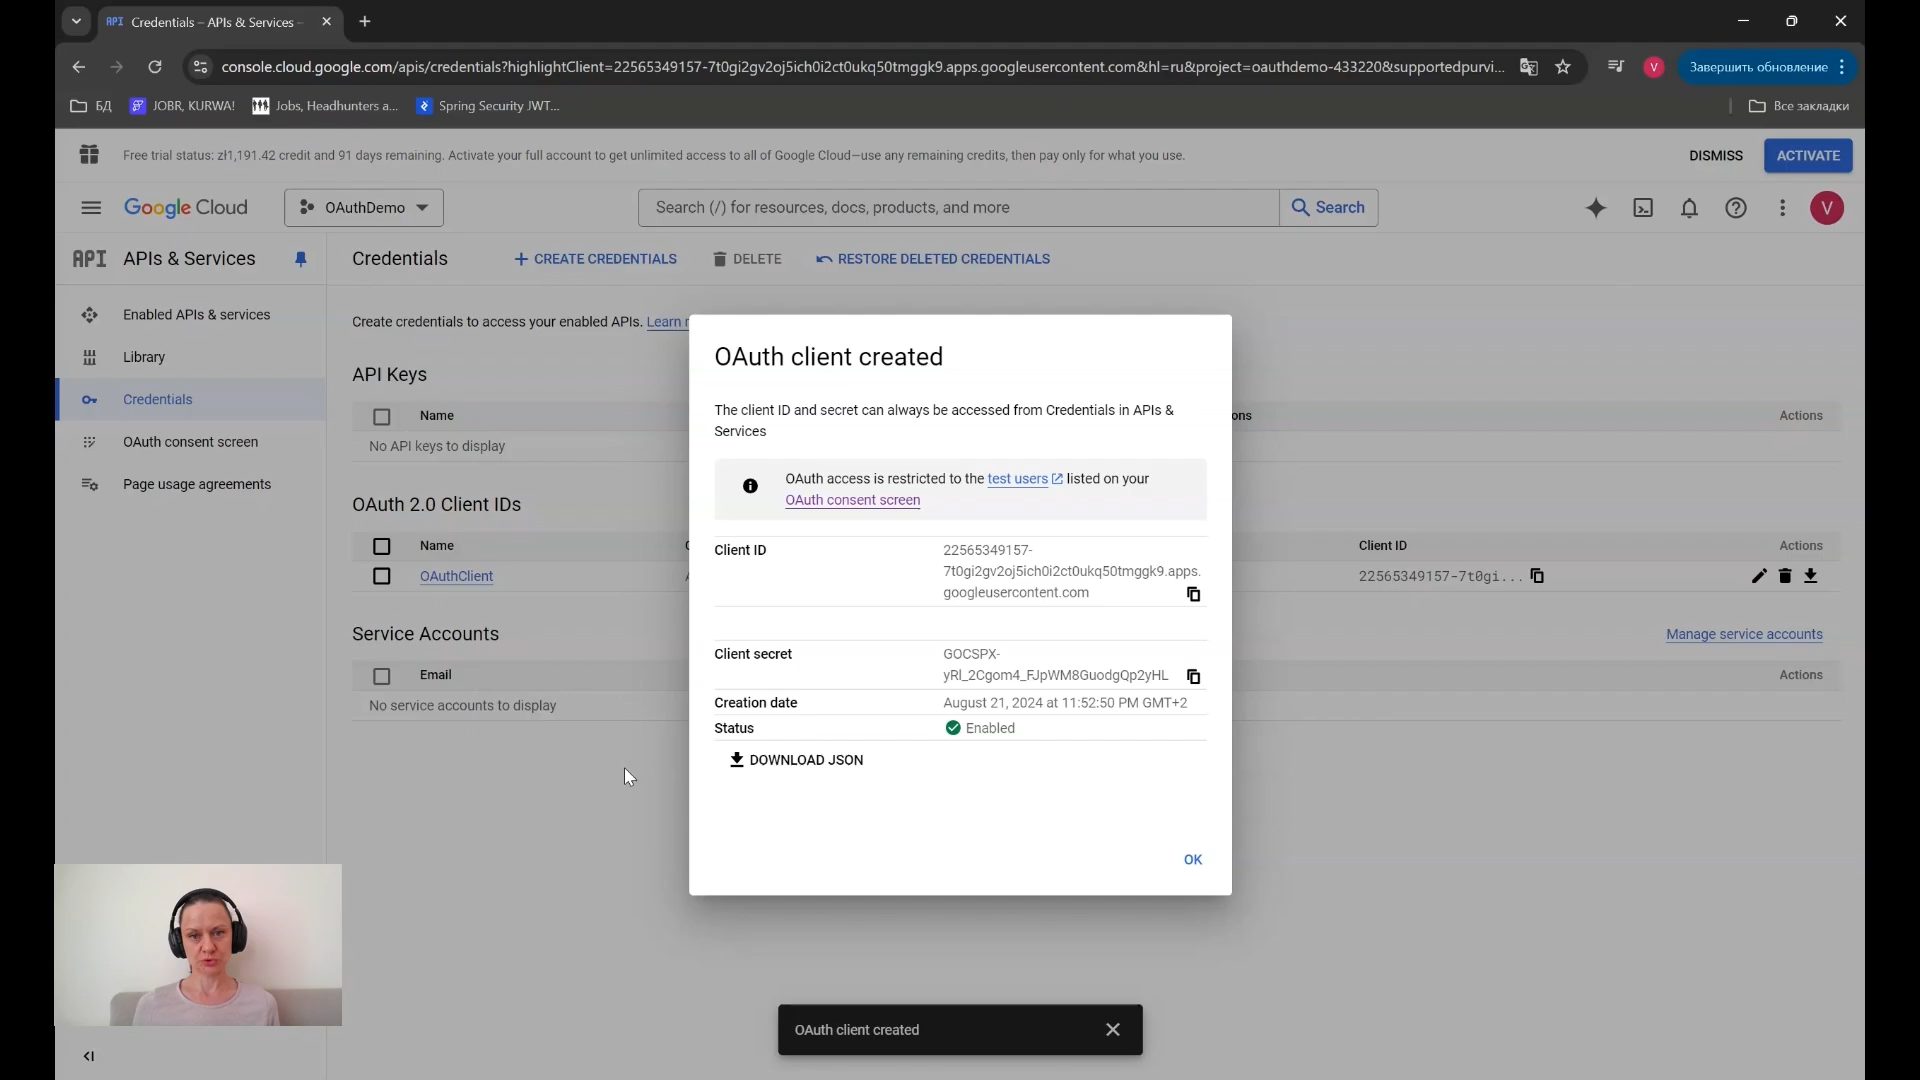 API Credentials – APIs & Services –
console.cloud.google.com/apis/credentials?highlightClient=22565349157-7t0gi2gv2oj5ich0i2ct0ukq50tmggk9.apps.googleusercontent.com&hl=ru&project=oauthdemo-433220&supportedpurvi... V Завершить обновление
БД JOBR, KURWA! Jobs, Headhunters a... Spring Security JWT... Все закладки
Free trial status: zł1,191.42 credit and 91 days remaining. Activate your full account to get unlimited access to all of Google Cloud—use any remaining credits, then pay only for what you use. DISMISS ACTIVATE
Google Cloud OAuthDemo Search (/) for resources, docs, products, and more Search V
API APIs & Services Credentials + CREATE CREDENTIALS DELETE RESTORE DELETED CREDENTIALS
Enabled APIs & services
Library
Credentials
OAuth consent screen
Page usage agreements
Create credentials to access your enabled APIs. Learn
API Keys
Name ons Actions
No API keys to display
OAuth 2.0 Client IDs
Name Client ID Actions
OAuthClient 22565349157-7t0gi...
Service Accounts Manage service accounts
Email Actions
No service accounts to display
OAuth client created
The client ID and secret can always be accessed from Credentials in APIs &
Services
OAuth access is restricted to the test users listed on your
OAuth consent screen
Client ID 22565349157-
7t0gi2gv2oj5ich0i2ct0ukq50tmggk9.apps.
googleusercontent.com
Client secret GOCSPX-
yRl_2Cgom4_FJpWM8GuodgQp2yHL
Creation date August 21, 2024 at 11:52:50 PM GMT+2
Status Enabled
DOWNLOAD JSON
OK
OAuth client created